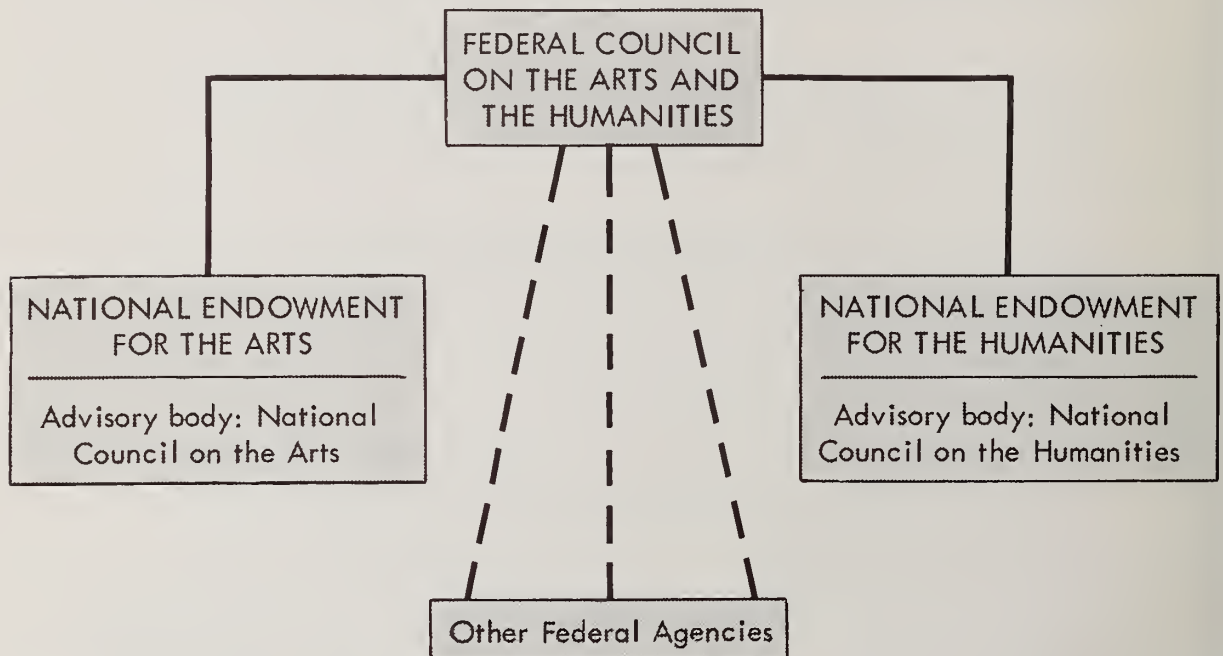 FEDERAL COUNCIL
ON THE ARTS AND
THE HUMANITIES
NATIONAL ENDOWMENT
FOR THE ARTS
Advisory body: National
Council on the Arts
NATIONAL ENDOWMENT
FOR THE HUMANITIES
Advisory body: National
Council on the Humanities
Other Federal Agencies